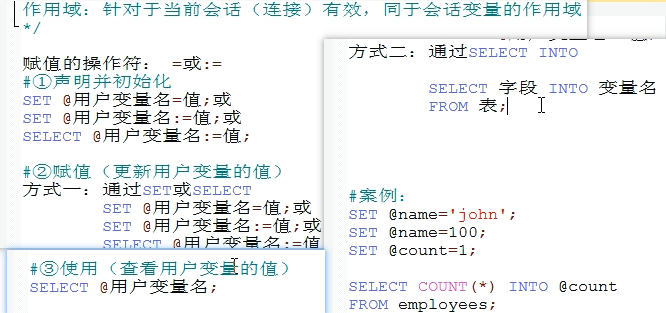 作用域: 针对于当前会话（连接）有效，同于会话变量的作用域
*/
赋值的操作符: =或:=
#①声明并初始化
SET @用户变量名=值;或
SET @用户变量名:=值;或
SELECT @用户变量名:=值;
#②赋值（更新用户变量的值）
方式一: 通过SET或SELECT
SET @用户变量名=值;或
SET @用户变量名:=值;或
SELECT @用户变量名:=值
#③使用（查看用户变量的值）
SELECT @用户变量名;
方式二: 通过SELECT INTO
SELECT 字段 INTO 变量名
FROM 表;
#案例:
SET @name='john';
SET @name=100;
SET @count=1;
SELECT COUNT(*) INTO @count
FROM employees;